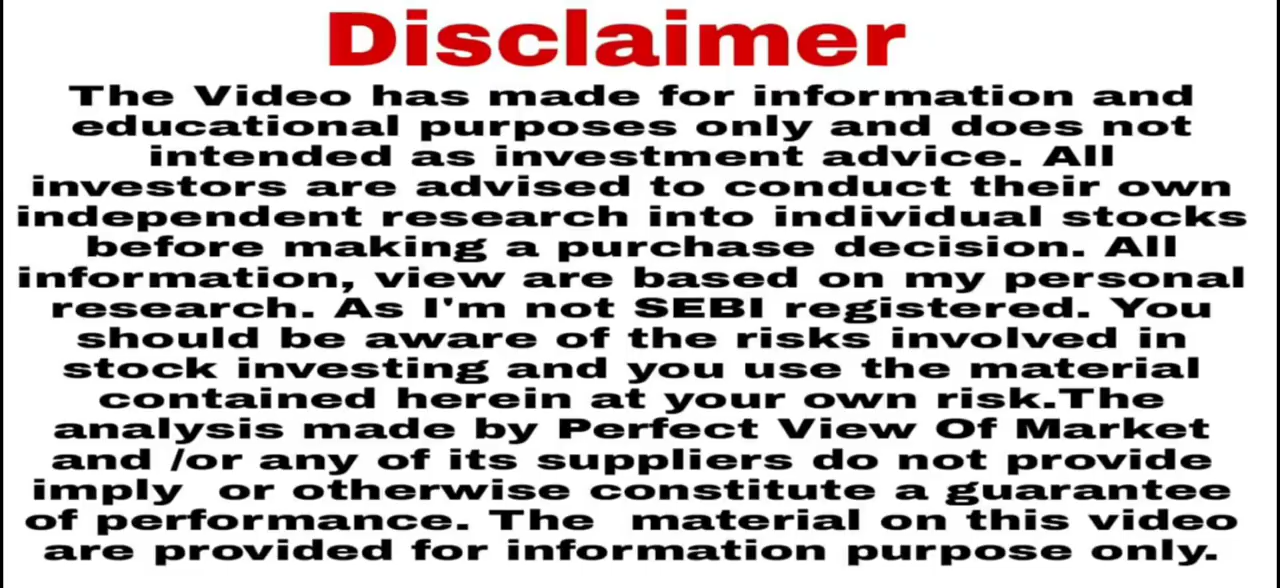 Disclaimer
The Video has made for information and
educational purposes only and does not
intended as investment advice. All
investors are advised to conduct their own
independent research into individual stocks
before making a purchase decision. All
information, view are based on my personal
research. As I'm not SEBI registered. You
should be aware of the risks involved in
stock investing and you use the material
contained herein at your own risk.The
analysis made by Perfect View Of Market
and /or any of its suppliers do not provide
imply  or otherwise constitute a guarantee
of performance. The  material on this video
are provided for information purpose only.